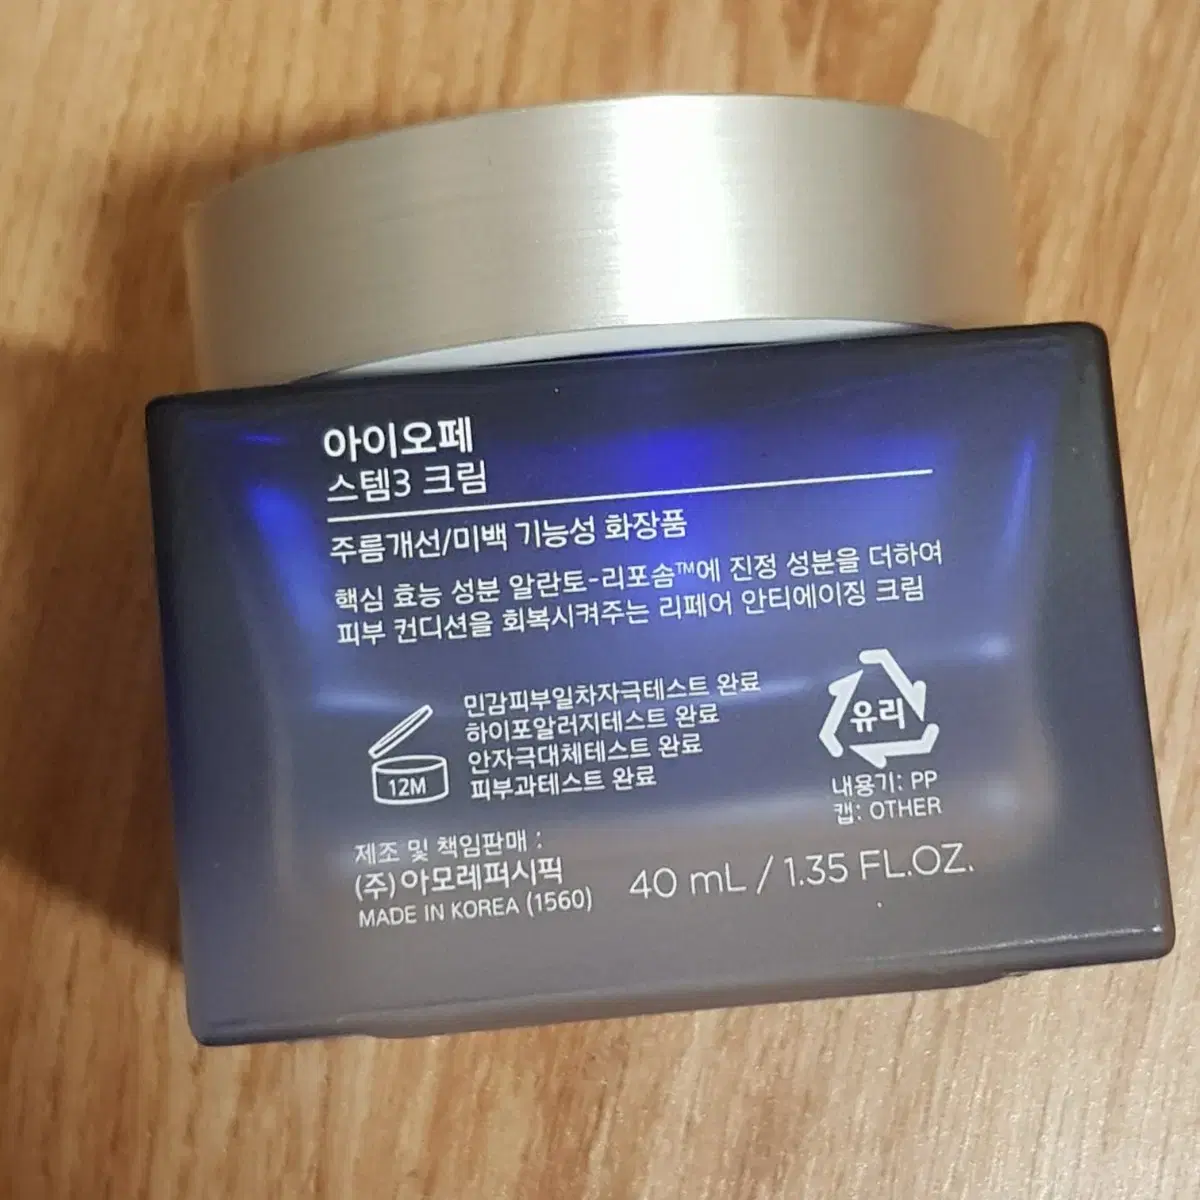 아이오페
스템3 크림
주름개선/미백 기능성 화장품
핵심 효능 성분 알란토-리포솜™에 진정 성분을 더하여
피부 컨디션을 회복시켜주는 리페어 안티에이징 크림
12M
민감피부일차자극테스트 완료
하이포알러지테스트 완료
안자극대체테스트 완료
피부과테스트 완료
유리
내용기: PP
캡: OTHER
제조 및 책임판매 :
(주)아모레퍼시픽
MADE IN KOREA (1560)
40 mL / 1.35 FL.OZ.